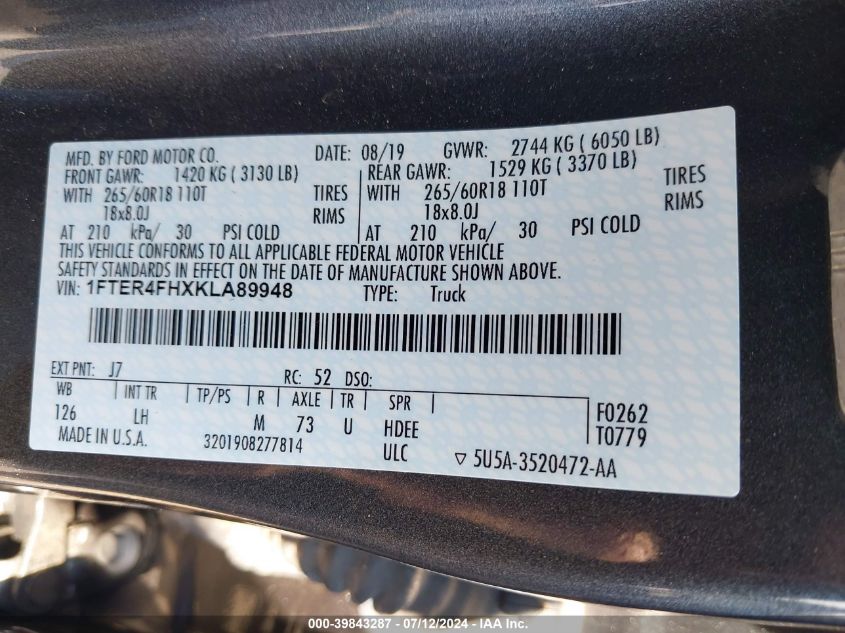 MFD. BY FORD MOTOR CO. DATE: 08/19 GVWR: 2744 KG ( 6050 LB)
FRONT GAWR: 1420 KG ( 3130 LB) REAR GAWR: 1529 KG ( 3370 LB)
WITH 265/60R18 110T TIRES WITH 265/60R18 110T TIRES
18x8.0J RIMS 18x8.0J RIMS
AT 210 kPa/ 30 PSI COLD AT 210 kPa/ 30 PSI COLD
THIS VEHICLE CONFORMS TO ALL APPLICABLE FEDERAL MOTOR VEHICLE
SAFETY STANDARDS IN EFFECT ON THE DATE OF MANUFACTURE SHOWN ABOVE.
VIN: 1FTER4FHXKLA89948 TYPE: Truck
EXT PNT: J7 RC: 52 DSO:
WB INT TR TP/PS R AXLE TR SPR
126 LH M 73 U HDEE F0262
MADE IN U.S.A. 3201908277814 ULC T0779
▽ 5U5A-3520472-AA
000-39843287 - 07/12/2024 - IAA Inc.